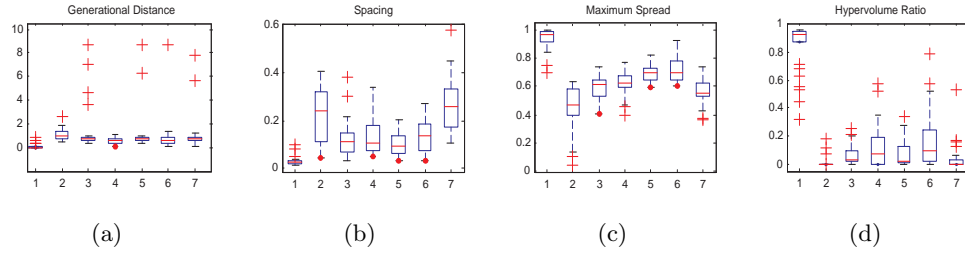 Generational Distance
10
8
6
4
2
0
1 2 3 4 5 6 7
(a)
Spacing
0.6
0.4
0.2
0
1 2 3 4 5 6 7
(b)
Maximum Spread
1
0.8
0.6
0.4
0.2
0
1 2 3 4 5 6 7
(c)
Hypervolume Ratio
1
0.8
0.6
0.4
0.2
0
1 2 3 4 5 6 7
(d)